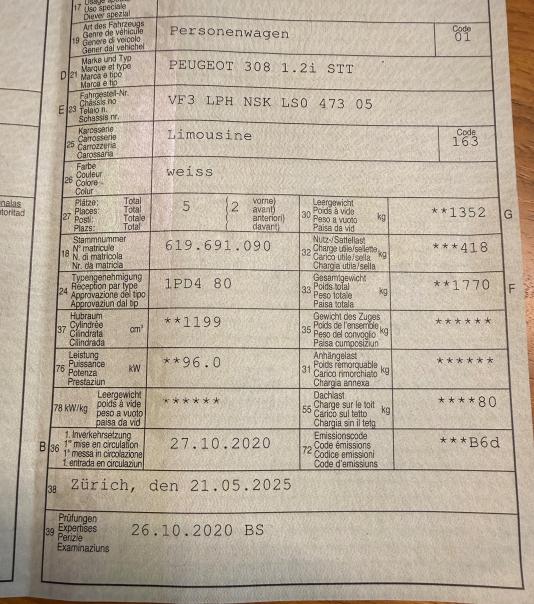 17 Uso speciale
Diever spezial
19 Art des Fahrzeugs
Genre de véhicule
Genere di veicolo
Gener dal vehichel
Personenwagen
Code
01
D 21 Marke und Typ
Marque et type
Marca e tipo
Marca e tip
PEUGEOT 308 1.2i STT
E 23 Fahrgestell-Nr.
Châssis no
Telaio n.
Schassis nr.
VF3 LPH NSK LS0 473 05
25 Karosserie
Carrosserie
Carrozzeria
Carossaria
Limousine
Code
163
26 Farbe
Couleur
Colore
Colur
weiss
27 Plätze: Total
Places: Total
Posti: Totale
Plazs: Total
5
(2 vorne)
avant)
anteriori)
davant)
30 Leergewicht
Poids à vide kg
Peso a vuoto
Paisa da vid
**1352 G
18 Stammnummer
N° matricule
N. di matricola
Nr. da matricla
619.691.090
32 Nutz-/Sattellast
Charge utile/sellette kg
Carico utile/sella
Chargia utila/sella
***418
24 Typengenehmigung
Réception par type
Approvazione del tipo
Approvaziun dal tip
1PD4 80
33 Gesamtgewicht
Poids total kg
Peso totale
Paisa totala
**1770 F
37 Hubraum
Cylindrée cm³
Cilindrata
Cilindrada
**1199
35 Gewicht des Zuges
Poids de l'ensemble kg
Peso del convoglio
Paisa cumposiziun
******
76 Leistung
Puissance kW
Potenza
Prestaziun
**96.0
31 Anhängelast
Poids remorquable kg
Carico rimorchiato
Chargia annexa
******
78 kW/kg Leergewicht
poids à vide
peso a vuoto
paisa da vid
******
55 Dachlast
Charge sur le toit kg
Carico sul tetto
Chargia sin il tetg
****80
B 36 1. Inverkehrsetzung
1re mise en circulation
1a messa in circolazione
1. entrada en circulaziun
27.10.2020
72 Emissionscode
Code émissions
Codice emissioni
Code d'emissiuns
***B6d
38 Zürich, den 21.05.2025
39 Prüfungen
Expertises
Perizie
Examinaziuns
26.10.2020 BS